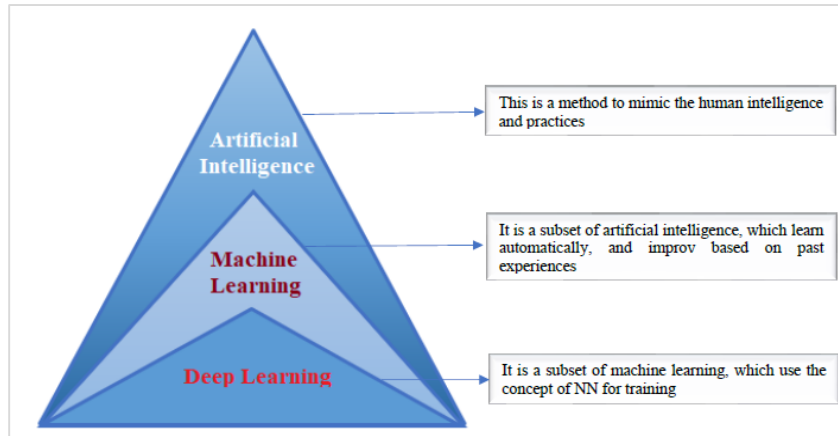 Artificial
Intelligence
This is a method to mimic the human intelligence
and practices
Machine
Learning
It is a subset of artificial intelligence, which learn
automatically, and improv based on past
experiences
Deep Learning
It is a subset of machine learning, which use the
concept of NN for training